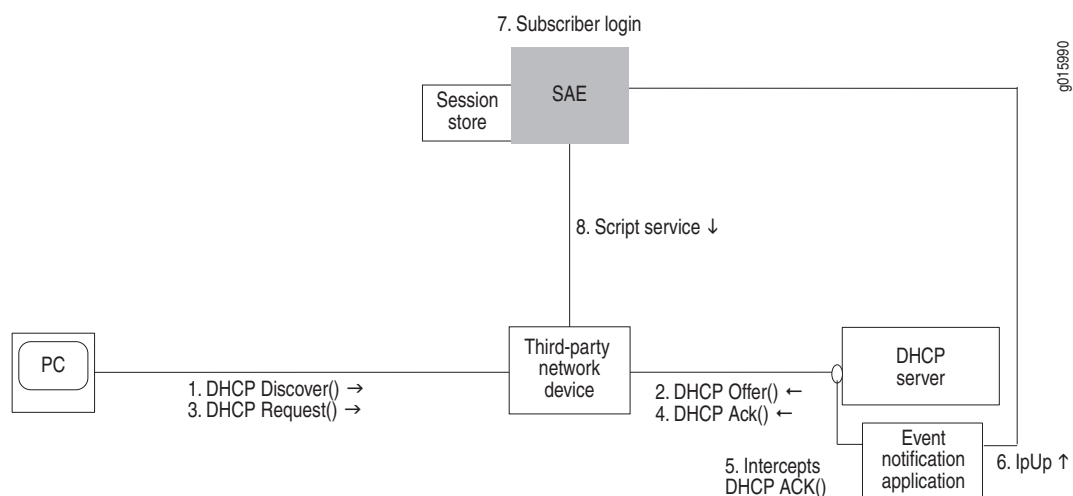 7. Subscriber login
g015990
Session
store
SAE
8. Script service ↓
PC
1. DHCP Discover() →
3. DHCP Request() →
Third-party
network
device
2. DHCP Offer() ←
4. DHCP Ack() ←
DHCP
server
5. Intercepts
DHCP ACK()
Event
notification
application
6. IpUp ↑